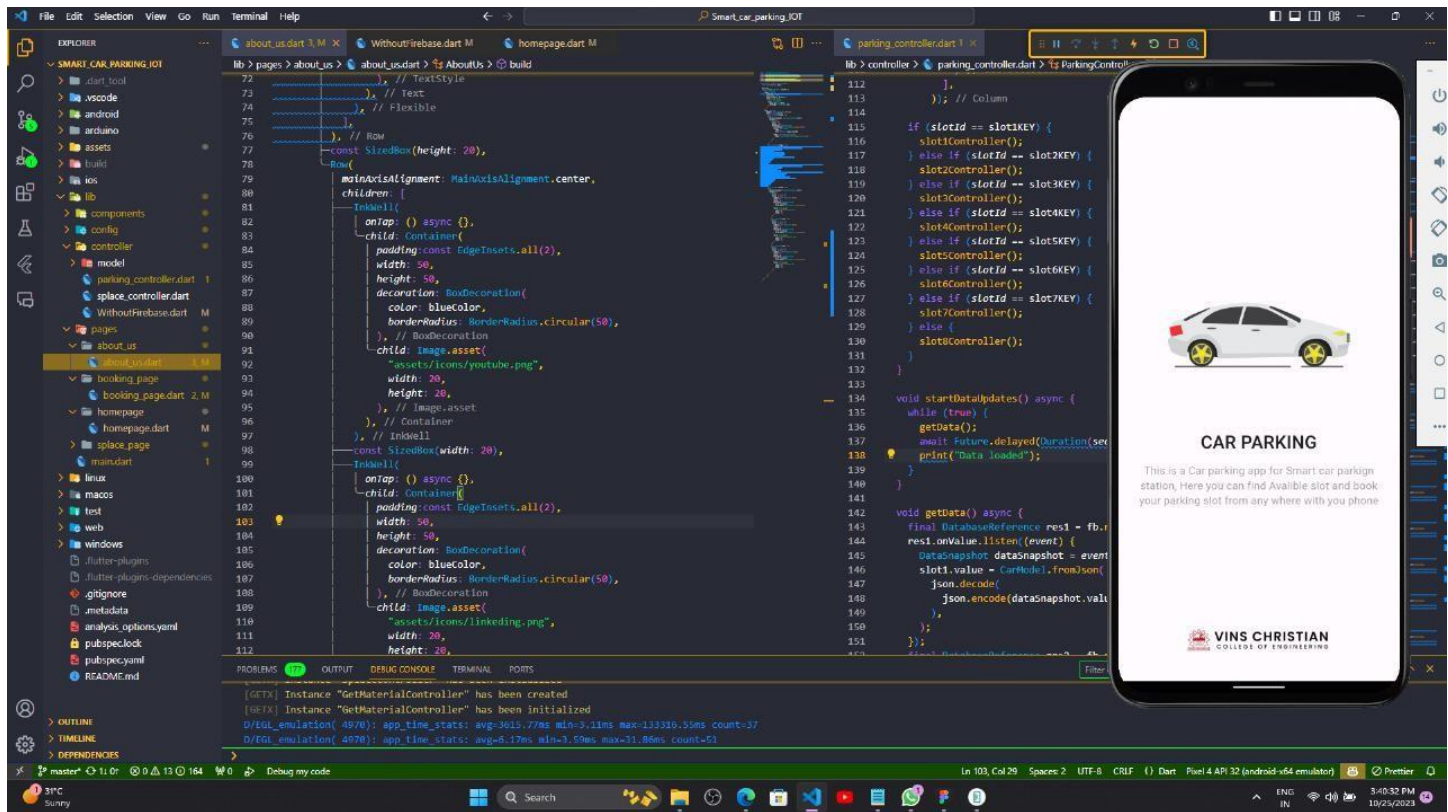 File Edit Selection View Go Run Terminal Help
Smart_car_parking_IOT
EXPLORER
SMART_CAR_PARKING_IOT
.dart_tool
.vscode
android
arduino
assets
build
ios
lib
components
config
controller
model
parking_controller.dart 1
splace_controller.dart
WithoutFirebase.dart M
pages
about_us
about_us.dart 3, M
booking_page
booking_page.dart 2, M
homepage
homepage.dart M
splace_page
main.dart 1
linux
macos
test
web
windows
.flutter-plugins
.flutter-plugins-dependencies
.gitignore
.metadata
analysis_options.yaml
pubspec.lock
pubspec.yaml
README.md
OUTLINE
TIMELINE
DEPENDENCIES
about_us.dart 3, M WithoutFirebase.dart M homepage.dart M
lib > pages > about_us > about_us.dart > AboutUs > build
72 ), // TextStyle
73 ), // Text
74 ), // Flexible
75 ],
76 ), // Row
77 const SizedBox(height: 20),
78 Row(
79 mainAxisAlignment: MainAxisAlignment.center,
80 children: [
81 InkWell(
82 onTap: () async {},
83 child: Container(
84 padding:const EdgeInsets.all(2),
85 width: 50,
86 height: 50,
87 decoration: BoxDecoration(
88 color: blueColor,
89 borderRadius: BorderRadius.circular(50),
90 ), // BoxDecoration
91 child: Image.asset(
92 "assets/icons/youtube.png",
93 width: 20,
94 height: 20,
95 ), // Image.asset
96 ), // Container
97 ), // InkWell
98 const SizedBox(width: 20),
99 InkWell(
100 onTap: () async {},
101 child: Container(
102 padding:const EdgeInsets.all(2),
103 width: 50,
104 height: 50,
105 decoration: BoxDecoration(
106 color: blueColor,
107 borderRadius: BorderRadius.circular(50),
108 ), // BoxDecoration
109 child: Image.asset(
110 "assets/icons/linkeding.png",
111 width: 20,
112 height: 20,
parking_controller.dart 1
lib > controller > parking_controller.dart > ParkingControll
112 ],
113 )); // Column
114
115 if (slotId == slot1KEY) {
116 slot1Controller();
117 } else if (slotId == slot2KEY) {
118 slot2Controller();
119 } else if (slotId == slot3KEY) {
120 slot3Controller();
121 } else if (slotId == slot4KEY) {
122 slot4Controller();
123 } else if (slotId == slot5KEY) {
124 slot5Controller();
125 } else if (slotId == slot6KEY) {
126 slot6Controller();
127 } else if (slotId == slot7KEY) {
128 slot7Controller();
129 } else {
130 slot8Controller();
131 }
132 }
133
134 void startDataUpdates() async {
135 while (true) {
136 getData();
137 await Future.delayed(Duration(sec
138 print("Data loaded");
139 }
140 }
141
142 void getData() async {
143 final DatabaseReference res1 = fb.r
144 res1.onValue.listen((event) {
145 DataSnapshot dataSnapshot = event
146 slot1.value = CarModel.fromJson(
147 json.decode(
148 json.encode(dataSnapshot.valu
149 ),
150 );
151 });
CAR PARKING
This is a Car parking app for Smart car parkign
station, Here you can find Avalible slot and book
your parking slot from any where with you phone
VINS CHRISTIAN
COLLEGE OF ENGINEERING
PROBLEMS 177 OUTPUT DEBUG CONSOLE TERMINAL PORTS
Filter
[GETX] Instance "GetMaterialController" has been created
[GETX] Instance "GetMaterialController" has been initialized
D/EGL_emulation( 4978): app_time_stats: avg=3615.77ms min=3.11ms max=133316.55ms count=37
D/EGL_emulation( 4978): app_time_stats: avg=6.17ms min=3.59ms max=31.86ms count=51
master* 1↓ 0↑ 0 13 164 0 Debug my code
Ln 103, Col 29 Spaces: 2 UTF-8 CRLF {} Dart Pixel 4 API 32 (android-x64 emulator) Prettier
31°C
Sunny
Search
ENG
IN
3:40:32 PM
10/25/2023